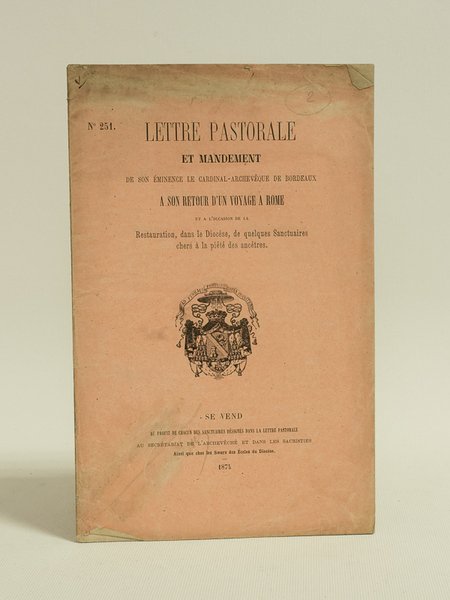 2
N° 251.
LETTRE PASTORALE
ET MANDEMENT
DE SON ÉMINENCE LE CARDINAL-ARCHEVÊQUE DE BORDEAUX
A SON RETOUR D'UN VOYAGE A ROME
ET A L'OCCASION DE LA
Restauration, dans le Diocèse, de quelques Sanctuaires
chers à la piété des ancêtres.
SE VEND
AU PROFIT DE CHACUN DES SANCTUAIRES DÉSIGNÉS DANS LA LETTRE PASTORALE
AU SECRÉTARIAT DE L'ARCHEVÊCHÉ ET DANS LES SACRISTIES
Ainsi que chez les Sœurs des Écoles du Diocèse.